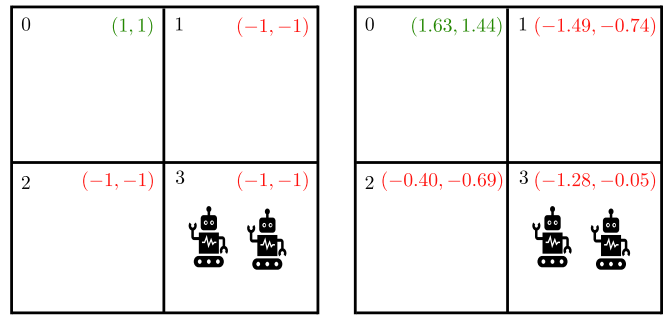 0 (1, 1) 1 (−1, −1)
2 (−1, −1) 3 (−1, −1)
0 (1.63, 1.44) 1 (−1.49, −0.74)
2 (−0.40, −0.69) 3 (−1.28, −0.05)